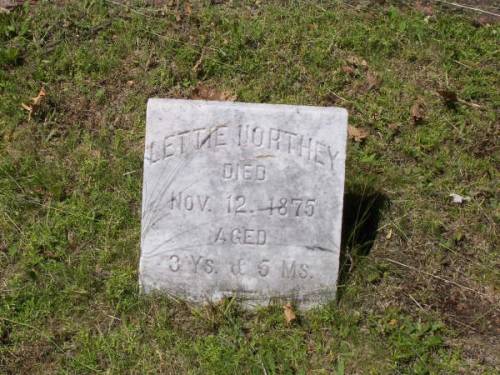 LETTIE NORTHEY
DIED
NOV. 12. 1875
AGED
3 YS. & 5 MS.